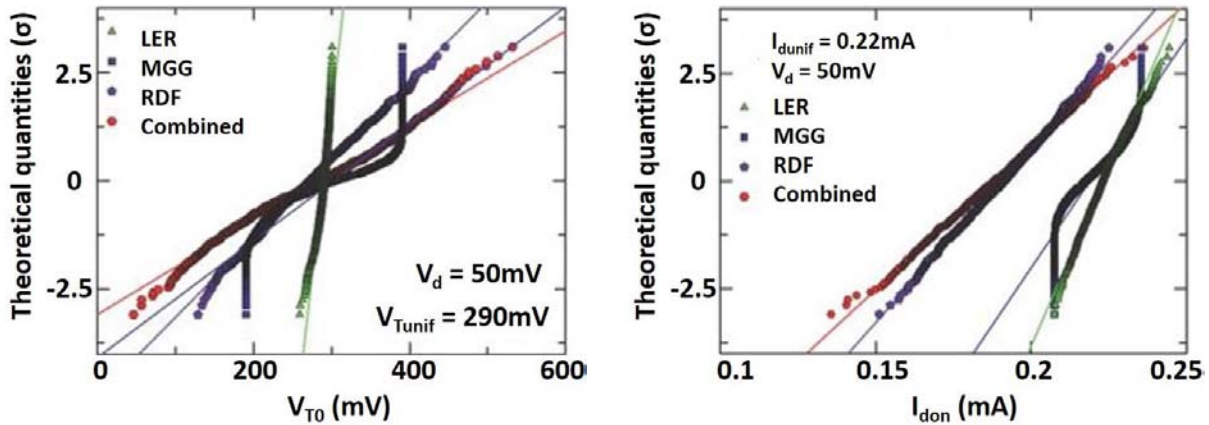 Theoretical quantities (σ)
2.5
0
-2.5
LER
MGG
RDF
Combined
V_d = 50mV
V_Tunif = 290mV
0
200
400
600
V_T0 (mV)
Theoretical quantities (σ)
2.5
0
-2.5
I_dunif = 0.22mA
V_d = 50mV
LER
MGG
RDF
Combined
0.1
0.15
0.2
0.25
I_don (mA)